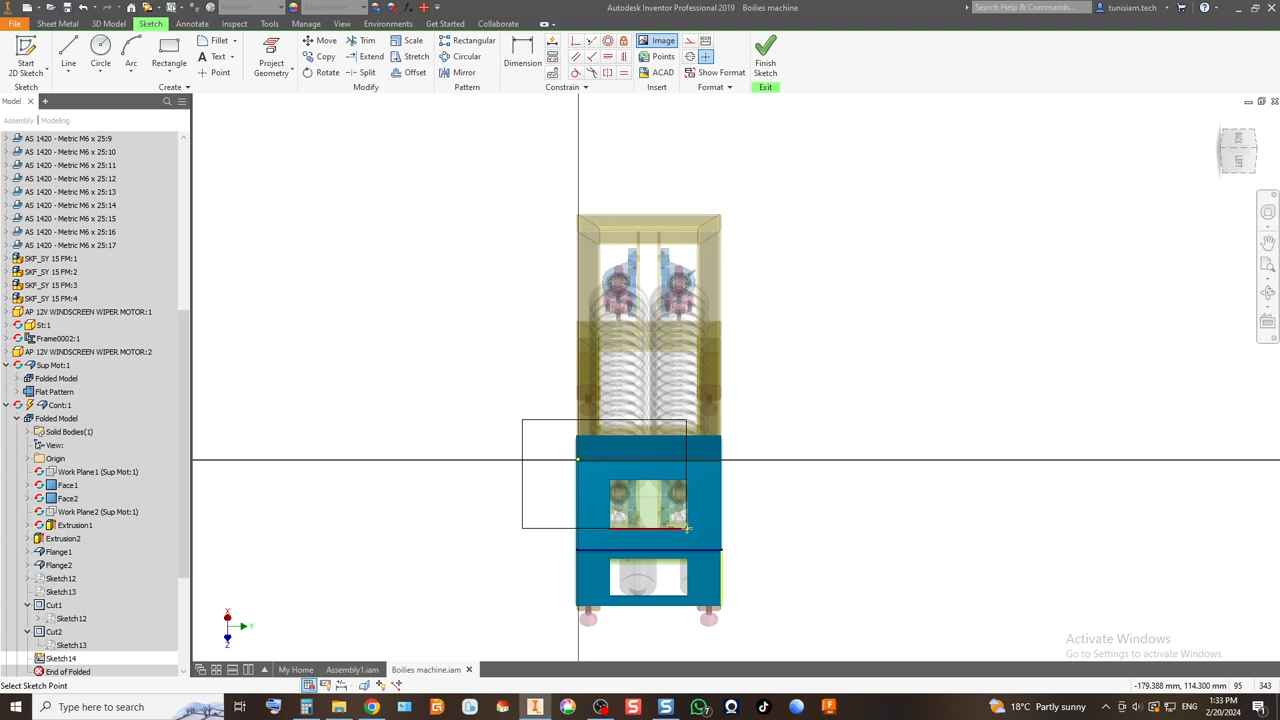 Material
Appearance
Autodesk Inventor Professional 2019 Boilies machine
Search Help & Commands...
tunisiam.tech
File Sheet Metal 3D Model Sketch Annotate Inspect Tools Manage View Environments Get Started Collaborate
Start
2D Sketch
Line
Circle
Arc
Rectangle
Fillet
Text
Point
Project
Geometry
Move
Copy
Rotate
Trim
Extend
Split
Scale
Stretch
Offset
Rectangular
Circular
Mirror
Dimension
Image
Points
ACAD
Show Format
Finish
Sketch
Sketch
Create
Modify
Pattern
Constrain
Insert
Format
Exit
Model
Assembly Modeling
AS 1420 - Metric M6 x 25:9
AS 1420 - Metric M6 x 25:10
AS 1420 - Metric M6 x 25:11
AS 1420 - Metric M6 x 25:12
AS 1420 - Metric M6 x 25:13
AS 1420 - Metric M6 x 25:14
AS 1420 - Metric M6 x 25:15
AS 1420 - Metric M6 x 25:16
AS 1420 - Metric M6 x 25:17
SKF_SY 15 FM:1
SKF_SY 15 FM:2
SKF_SY 15 FM:3
SKF_SY 15 FM:4
AP 12V WINDSCREEN WIPER MOTOR:1
St:1
Frame0002:1
AP 12V WINDSCREEN WIPER MOTOR:2
Sup Mot:1
Folded Model
Flat Pattern
Cont:1
Folded Model
Solid Bodies(1)
View:
Origin
Work Plane1 (Sup Mot:1)
Face1
Face2
Work Plane2 (Sup Mot:1)
Extrusion1
Extrusion2
Flange1
Flange2
Sketch12
Sketch13
Cut1
Sketch12
Cut2
Sketch13
Sketch14
End of Folded
BACK
LEFT
X
Y
Z
Activate Windows
Go to Settings to activate Windows.
My Home Assembly1.iam Boilies machine.iam
Select Sketch Point
-179.388 mm, 114.300 mm 95 343
Type here to search
18°C Partly sunny
1:33 PM
2/20/2024